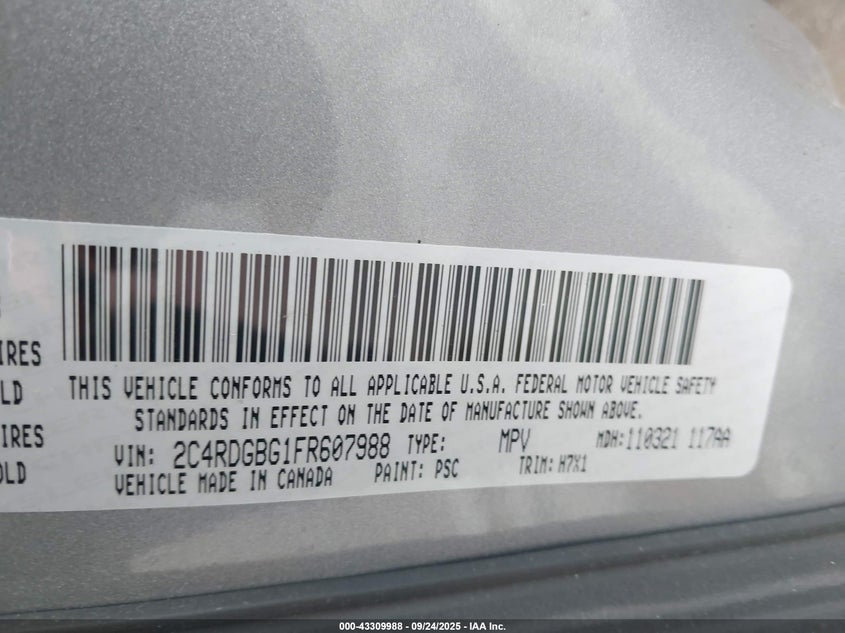 IRES
LD
IRES
OLD
THIS VEHICLE CONFORMS TO ALL APPLICABLE U.S.A. FEDERAL MOTOR VEHICLE SAFETY
STANDARDS IN EFFECT ON THE DATE OF MANUFACTURE SHOWN ABOVE.
VIN: 2C4RDGBG1FR607988 TYPE: MPV MDH: 110321 117AA
VEHICLE MADE IN CANADA PAINT: PSC TRIM: H7X1
000-43309988 - 09/24/2025 - IAA Inc.